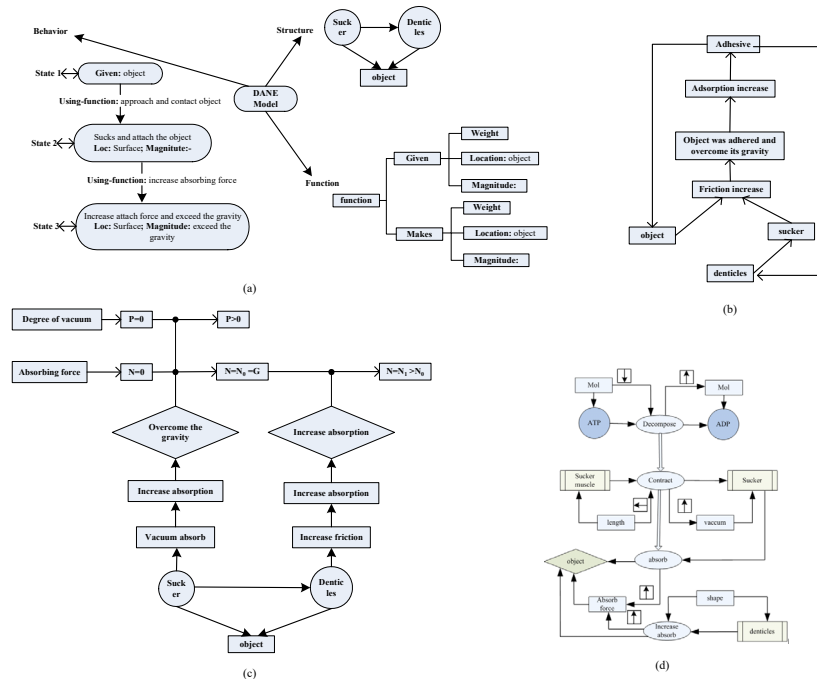 Behavior
Structure
Suck
er
Dentic
les
object
State 1
Given: object
DANE
Model
Using-function: approach and contact object
State 2
Sucks and attach the object
Loc: Surface; Magnitute:-
Using-function: increase absorbing force
State 3
Increase attach force and exceed the gravity
Loc: Surface; Magnitude: exceed the
gravity
Function
function
Given
Weight
Location: object
Magnitude:
Makes
Weight
Location: object
Magnitude:
(a)
Adhesive
Adsorption increase
Object was adhered and
overcome its gravity
Friction increase
object
sucker
denticles
(b)
Degree of vacuum
P=0
P>0
Absorbing force
N=0
N=N₀ =G
N=N₁ >N₀
Overcome the
gravity
Increase absorption
Increase absorption
Increase absorption
Vacuum absorb
Increase friction
Suck
er
Dentic
les
object
(c)
Mol
Mol
ATP
Decompose
ADP
Sucker
muscle
Contract
Sucker
length
vaccum
object
absorb
Absorb
force
shape
Increase
absorb
denticles
(d)